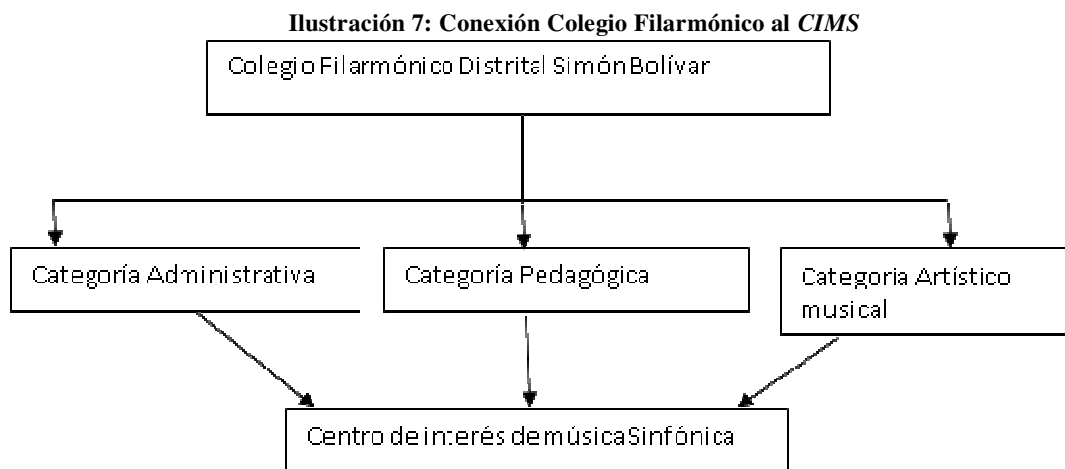 Ilustración 7: Conexión Colegio Filarmónico al CIMS
Colegio Filarmónico Distrital Simón Bolívar
Categoría Administrativa
Categoría Pedagógica
Categoria Artístico
musical
Centro de interés de música Sinfónica